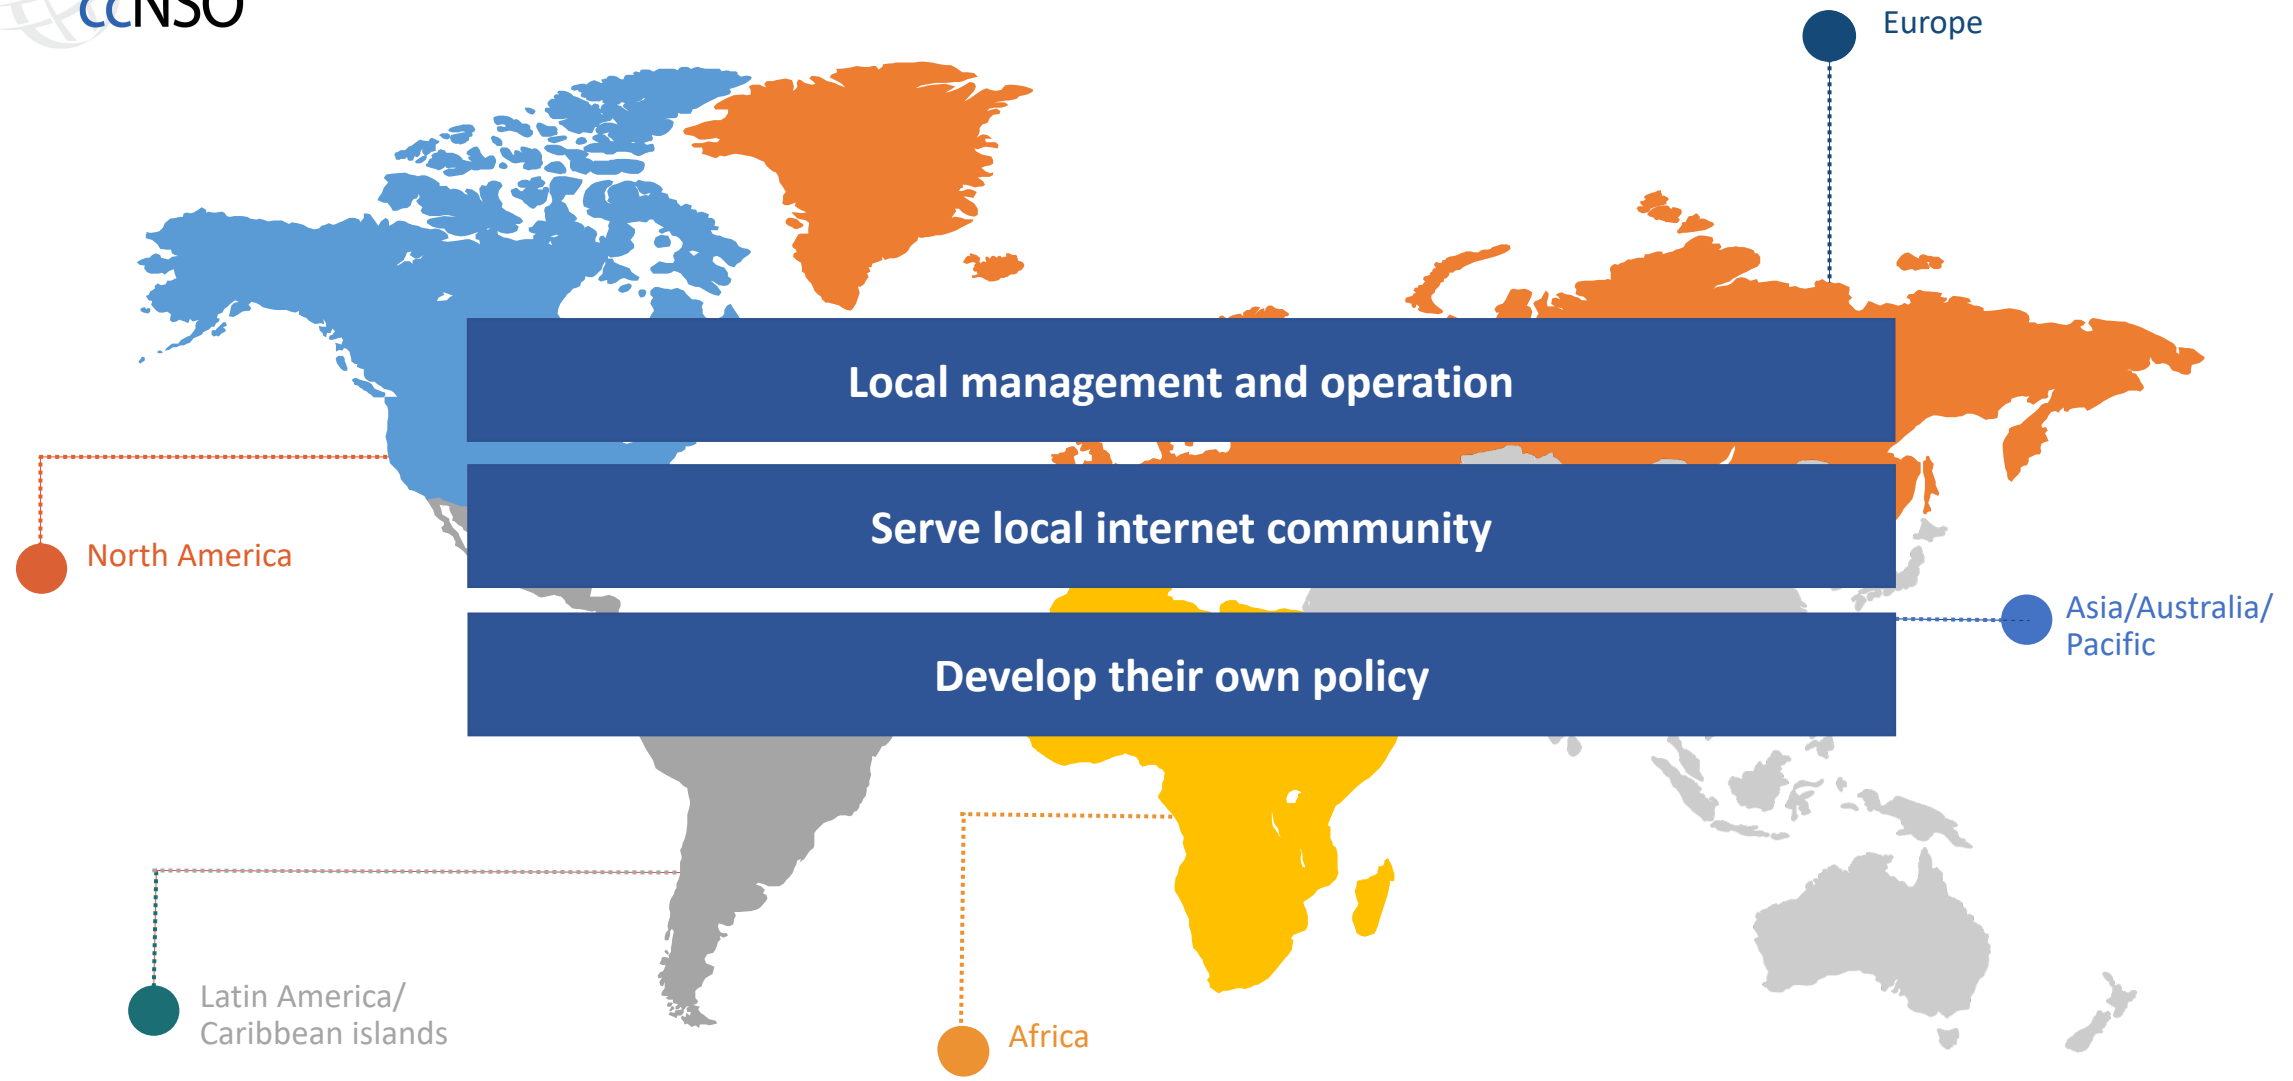 ccNSO
Europe
Local management and operation
Serve local internet community
North America
Asia/Australia/
Pacific
Develop their own policy
Latin America/
Caribbean islands
Africa